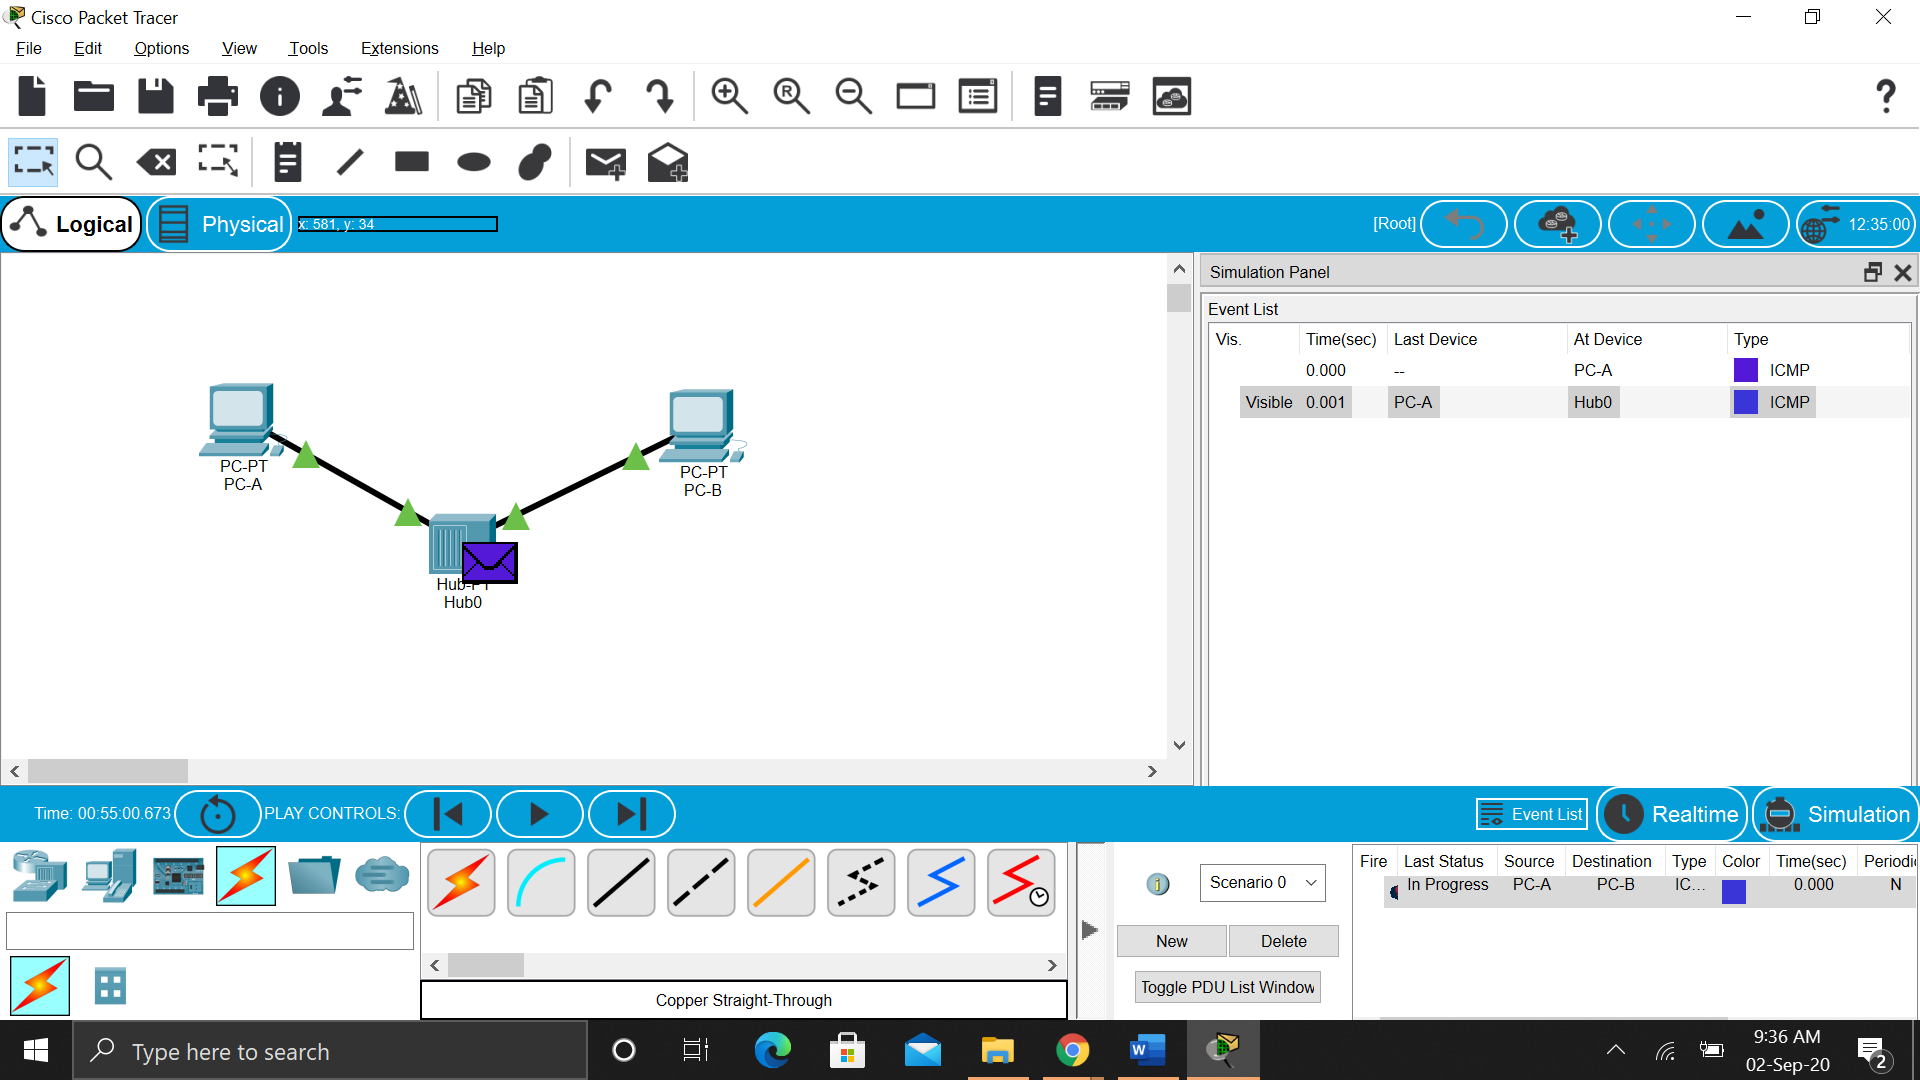 Cisco Packet Tracer
File Edit Options View Tools Extensions Help
Logical Physical x: 581, y: 34 [Root] 12:35:00
Simulation Panel
Event List
Vis. Time(sec) Last Device At Device Type
0.000 -- PC-A ICMP
Visible 0.001 PC-A Hub0 ICMP
PC-PT
PC-A
PC-PT
PC-B
Hub-PT
Hub0
Time: 00:55:00.673 PLAY CONTROLS: Event List Realtime Simulation
Fire Last Status Source Destination Type Color Time(sec) Periodi
In Progress PC-A PC-B IC... 0.000 N
Scenario 0
New Delete
Toggle PDU List Window
Copper Straight-Through
Type here to search
9:36 AM
02-Sep-20
2